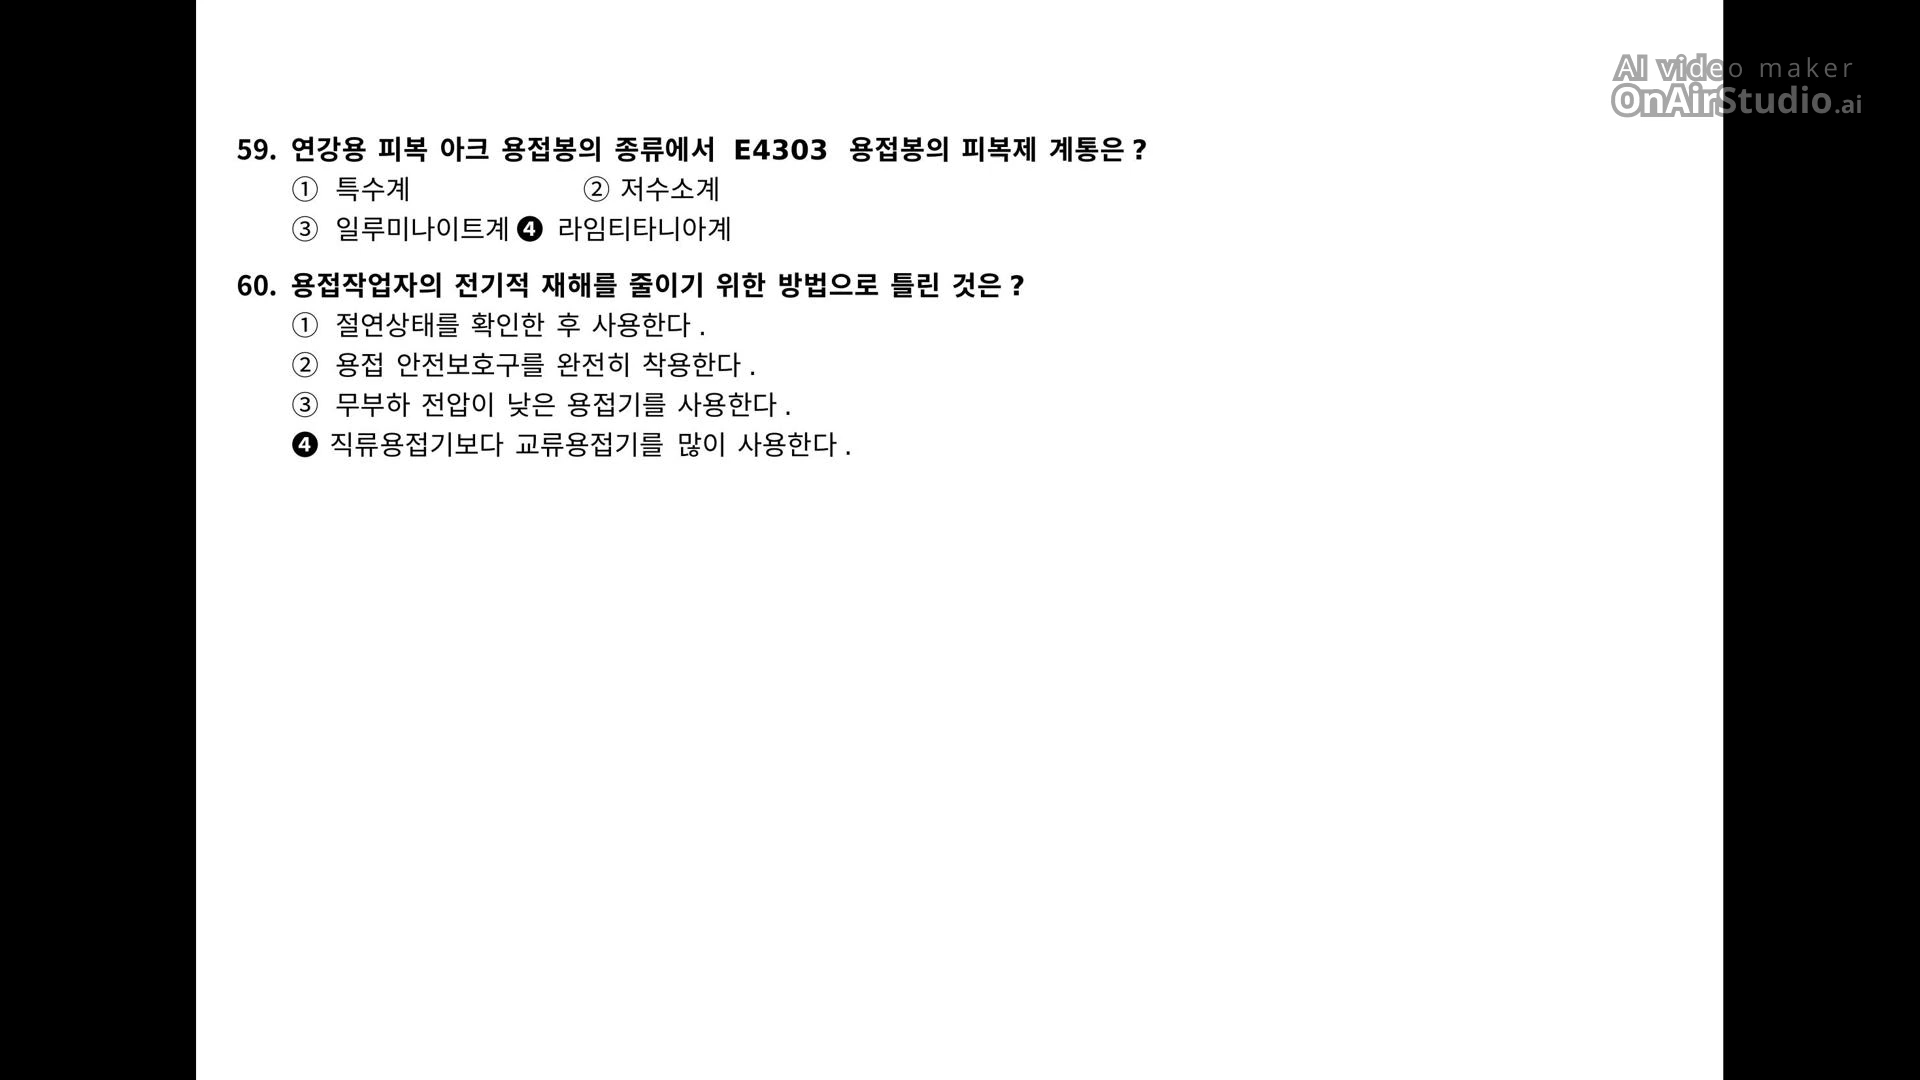 AI video maker
OnAirStudio.ai
59. 연강용 피복 아크 용접봉의 종류에서 E4303 용접봉의 피복제 계통은?
① 특수계 ② 저수소계
③ 일루미나이트계 ❹ 라임티타니아계
60. 용접작업자의 전기적 재해를 줄이기 위한 방법으로 틀린 것은?
① 절연상태를 확인한 후 사용한다.
② 용접 안전보호구를 완전히 착용한다.
③ 무부하 전압이 낮은 용접기를 사용한다.
❹ 직류용접기보다 교류용접기를 많이 사용한다.